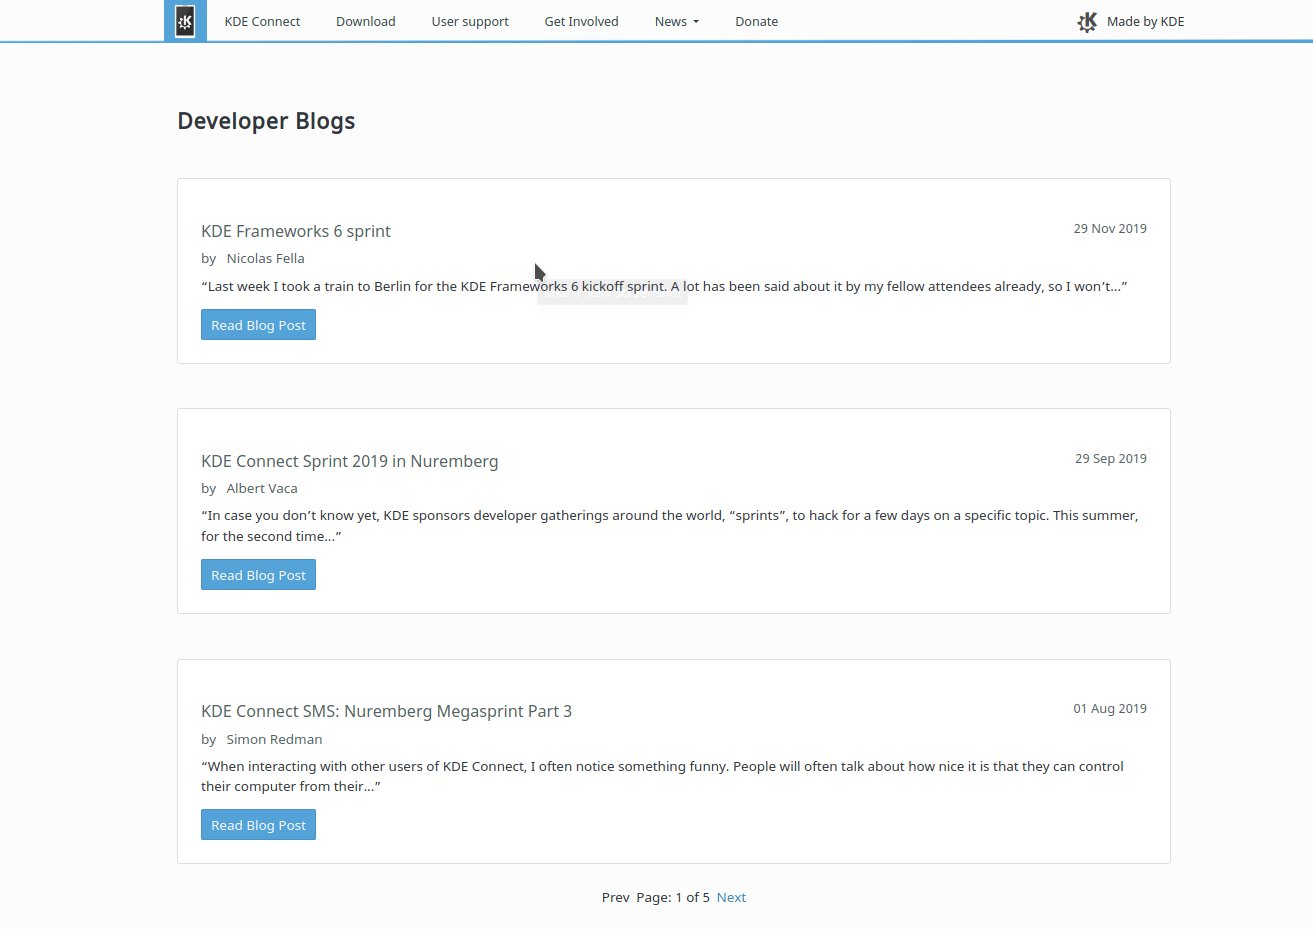 KDE Connect Download User support Get Involved News Donate Made by KDE
Developer Blogs
KDE Frameworks 6 sprint 29 Nov 2019
by Nicolas Fella
“Last week I took a train to Berlin for the KDE Frameworks 6 kickoff sprint. A lot has been said about it by my fellow attendees already, so I won’t...”
Read Blog Post
KDE Connect Sprint 2019 in Nuremberg 29 Sep 2019
by Albert Vaca
“In case you don’t know yet, KDE sponsors developer gatherings around the world, “sprints”, to hack for a few days on a specific topic. This summer,
for the second time...”
Read Blog Post
KDE Connect SMS: Nuremberg Megasprint Part 3 01 Aug 2019
by Simon Redman
“When interacting with other users of KDE Connect, I often notice something funny. People will often talk about how nice it is that they can control
their computer from their...”
Read Blog Post
Prev Page: 1 of 5 Next